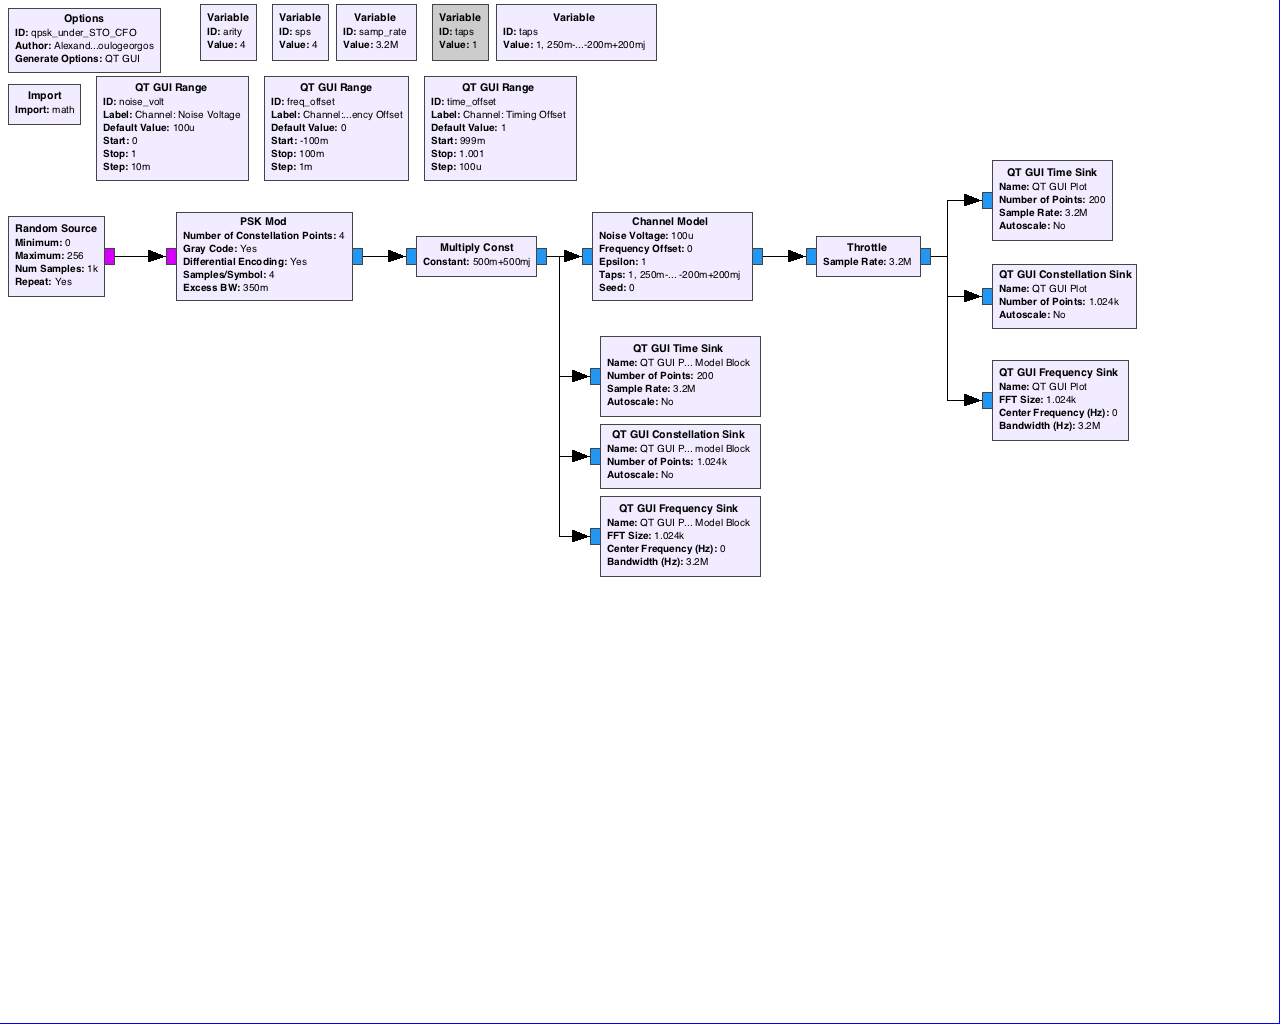 Options
ID: qpsk_under_STO_CFO
Author: Alexand...oulogeorgos
Generate Options: QT GUI
Variable
ID: arity
Value: 4
Variable
ID: sps
Value: 4
Variable
ID: samp_rate
Value: 3.2M
Variable
ID: taps
Value: 1
Variable
ID: taps
Value: 1, 250m-...-200m+200mj
Import
Import: math
QT GUI Range
ID: noise_volt
Label: Channel: Noise Voltage
Default Value: 100u
Start: 0
Stop: 1
Step: 10m
QT GUI Range
ID: freq_offset
Label: Channel:...ency Offset
Default Value: 0
Start: -100m
Stop: 100m
Step: 1m
QT GUI Range
ID: time_offset
Label: Channel: Timing Offset
Default Value: 1
Start: 999m
Stop: 1.001
Step: 100u
Random Source
Minimum: 0
Maximum: 256
Num Samples: 1k
Repeat: Yes
PSK Mod
Number of Constellation Points: 4
Gray Code: Yes
Differential Encoding: Yes
Samples/Symbol: 4
Excess BW: 350m
Multiply Const
Constant: 500m+500mj
Channel Model
Noise Voltage: 100u
Frequency Offset: 0
Epsilon: 1
Taps: 1, 250m-... -200m+200mj
Seed: 0
Throttle
Sample Rate: 3.2M
QT GUI Time Sink
Name: QT GUI Plot
Number of Points: 200
Sample Rate: 3.2M
Autoscale: No
QT GUI Constellation Sink
Name: QT GUI Plot
Number of Points: 1.024k
Autoscale: No
QT GUI Frequency Sink
Name: QT GUI Plot
FFT Size: 1.024k
Center Frequency (Hz): 0
Bandwidth (Hz): 3.2M
QT GUI Time Sink
Name: QT GUI P... Model Block
Number of Points: 200
Sample Rate: 3.2M
Autoscale: No
QT GUI Constellation Sink
Name: QT GUI P... model Block
Number of Points: 1.024k
Autoscale: No
QT GUI Frequency Sink
Name: QT GUI P... Model Block
FFT Size: 1.024k
Center Frequency (Hz): 0
Bandwidth (Hz): 3.2M